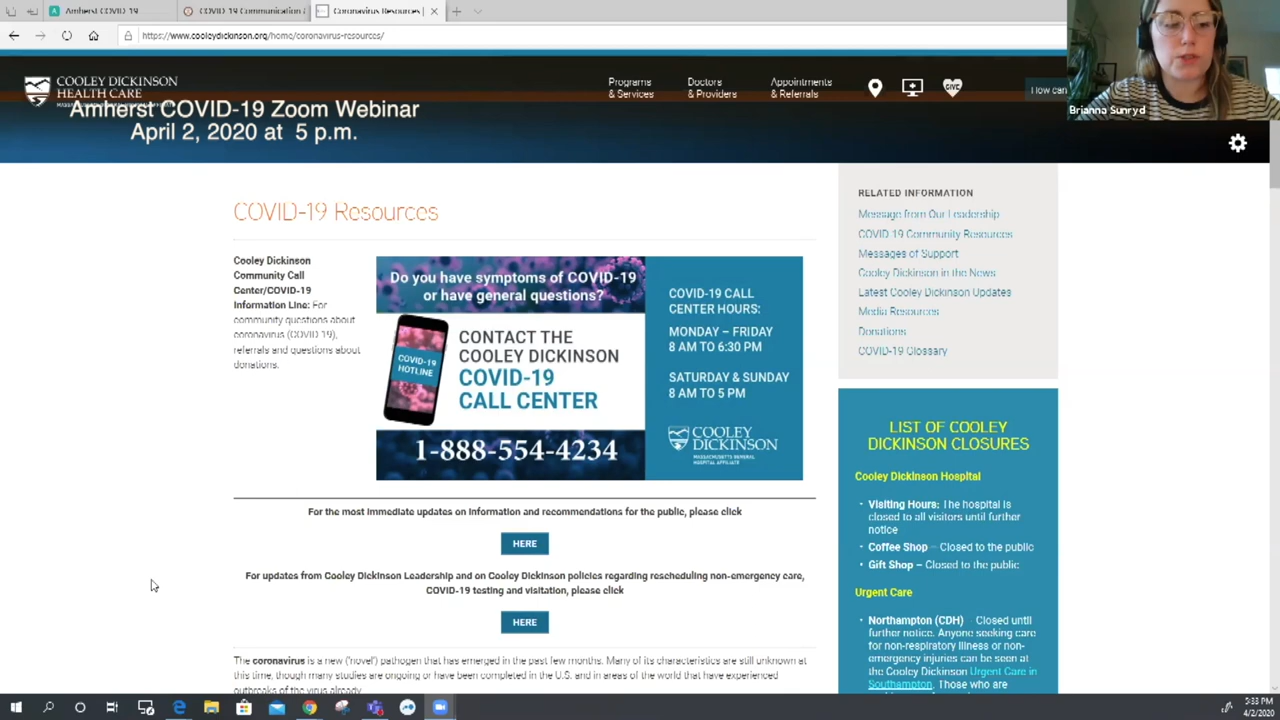 Amherst COVID 19
COVID 19 Communication
Coronavirus Resources |
https://www.cooleydickinson.org/home/coronavirus-resources/
COOLEY DICKINSON
HEALTH CARE
Programs
& Services
Doctors
& Providers
Appointments
& Referrals
GIVE
How can
Amherst COVID-19 Zoom Webinar
April 2, 2020 at 5 p.m.
Brianna Sunryd
COVID-19 Resources
Cooley Dickinson
Community Call
Center/COVID-19
Information Line: For
community questions about
coronavirus (COVID 19),
referrals and questions about
donations.
Do you have symptoms of COVID-19
or have general questions?
COVID-19
HOTLINE
CONTACT THE
COOLEY DICKINSON
COVID-19
CALL CENTER
1-888-554-4234
COVID-19 CALL
CENTER HOURS:
MONDAY – FRIDAY
8 AM TO 6:30 PM
SATURDAY & SUNDAY
8 AM TO 5 PM
COOLEY
DICKINSON
MASSACHUSETTS GENERAL
HOSPITAL AFFILIATE
For the most immediate updates on information and recommendations for the public, please click
HERE
For updates from Cooley Dickinson Leadership and on Cooley Dickinson policies regarding rescheduling non-emergency care,
COVID-19 testing and visitation, please click
HERE
The coronavirus is a new ("novel") pathogen that has emerged in the past few months. Many of its characteristics are still unknown at
this time, though many studies are ongoing or have been completed in the U.S. and in areas of the world that have experienced
outbreaks of the virus already.
RELATED INFORMATION
Message from Our Leadership
COVID 19 Community Resources
Messages of Support
Cooley Dickinson in the News
Latest Cooley Dickinson Updates
Media Resources
Donations
COVID-19 Glossary
LIST OF COOLEY
DICKINSON CLOSURES
Cooley Dickinson Hospital
• Visiting Hours: The hospital is
closed to all visitors until further
notice
• Coffee Shop – Closed to the public
• Gift Shop – Closed to the public
Urgent Care
• Northampton (CDH) – Closed until
further notice. Anyone seeking care
for non-respiratory illness or non-
emergency injuries can be seen at
the Cooley Dickinson Urgent Care in
Southampton. Those who are
5:33 PM
4/2/2020